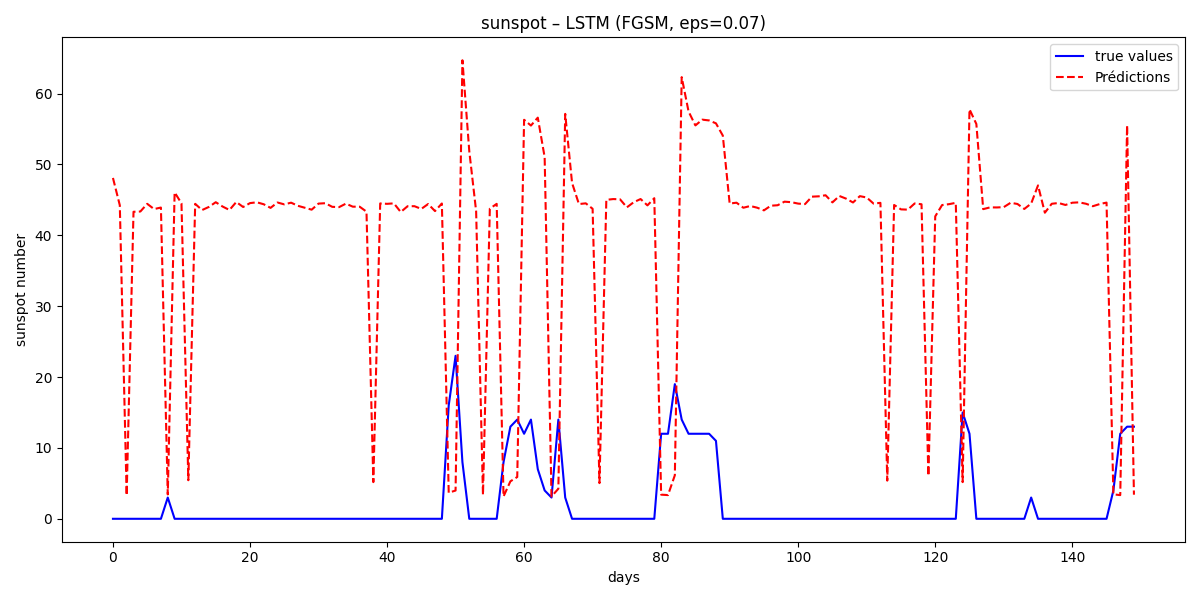 sunspot – LSTM (FGSM, eps=0.07)
true values
Prédictions
sunspot number
60
50
40
30
20
10
0
0 20 40 60 80 100 120 140
days